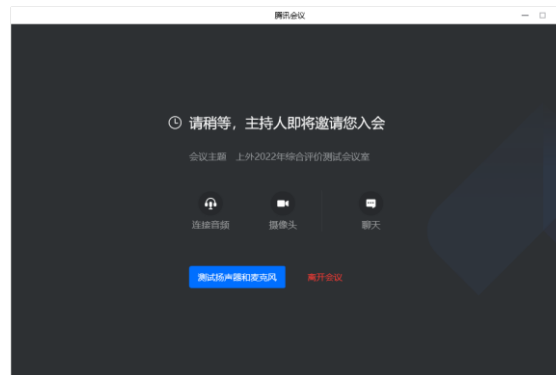 腾讯会议
请稍等，主持人即将邀请您入会
会议主题 上外2022年综合评价测试会议室
连接音频 摄像头 聊天
测试扬声器和麦克风 离开会议